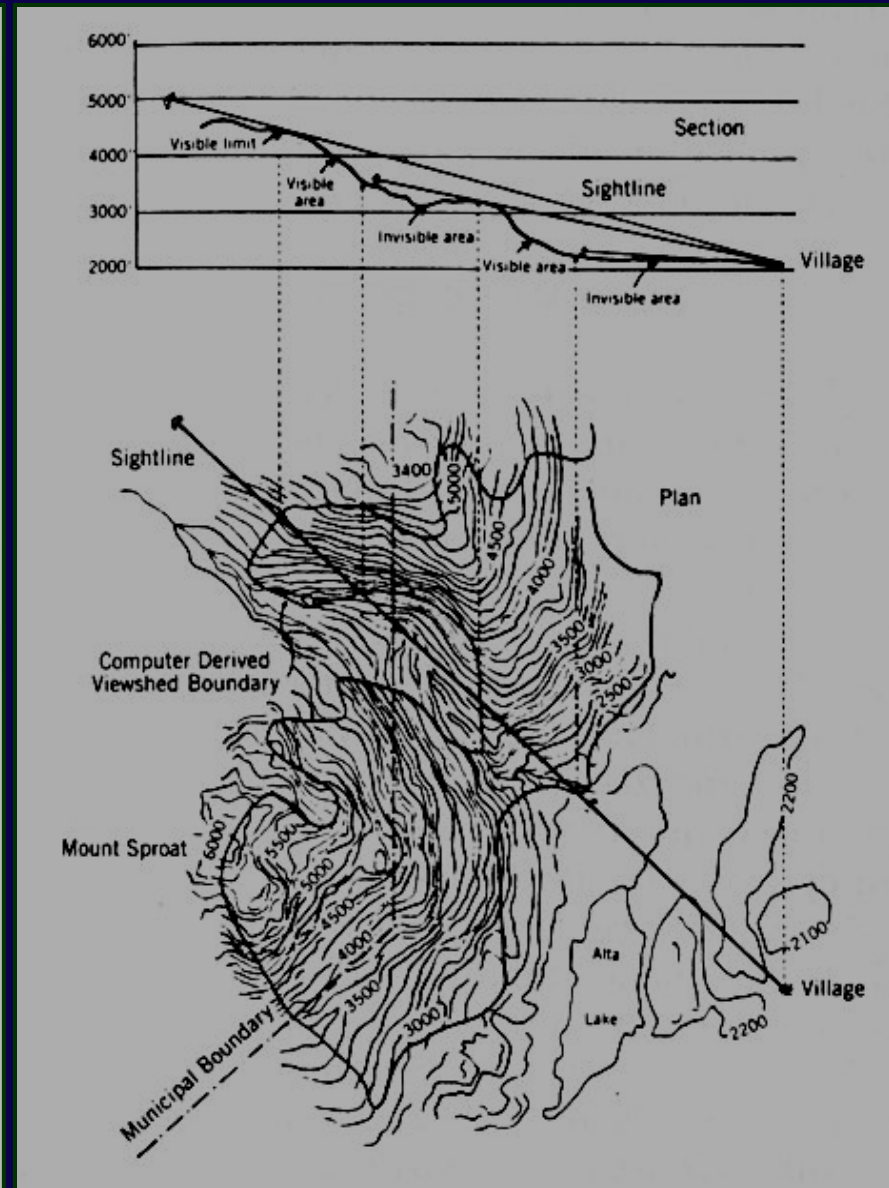 6000'
5000'
Section
Visible limit
4000'
Visible
area
Sightline
3000'
Invisible area
Visible area
Village
2000'
Invisible area
Sightline
3400
5000
Plan
4500
4000
3500
3000
2500
Computer Derived
Viewshed Boundary
2200
Mount Sproat
6000
5500
5000
4500
4000
3500
3000
Alta
Lake
2100
Village
2200
Municipal Boundary